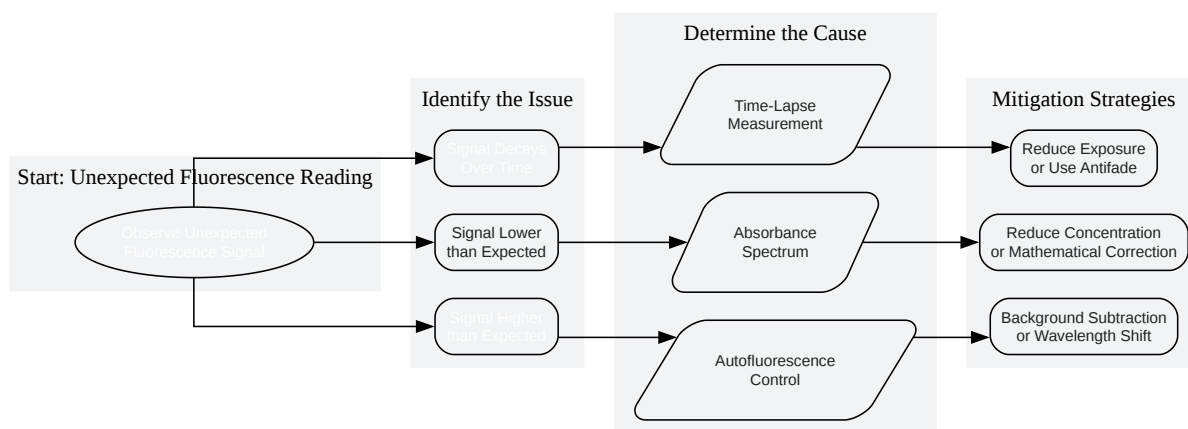 Start: Unexpected Fluorescence Reading
Observe Unexpected
Fluorescence Signal
Identify the Issue
Signal Decays
Over Time
Signal Lower
than Expected
Signal Higher
than Expected
Determine the Cause
Time-Lapse
Measurement
Absorbance
Spectrum
Autofluorescence
Control
Mitigation Strategies
Reduce Exposure
or Use Antifade
Reduce Concentration
or Mathematical Correction
Background Subtraction
or Wavelength Shift